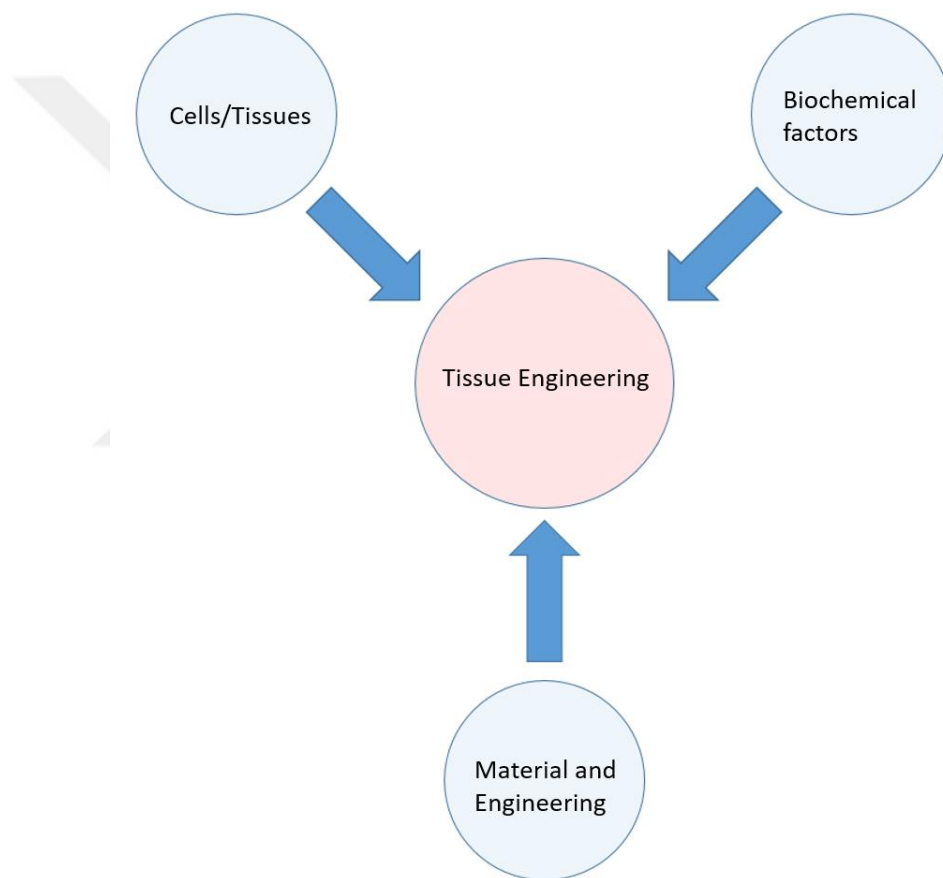 Cells/Tissues
Biochemical
factors
Tissue Engineering
Material and
Engineering